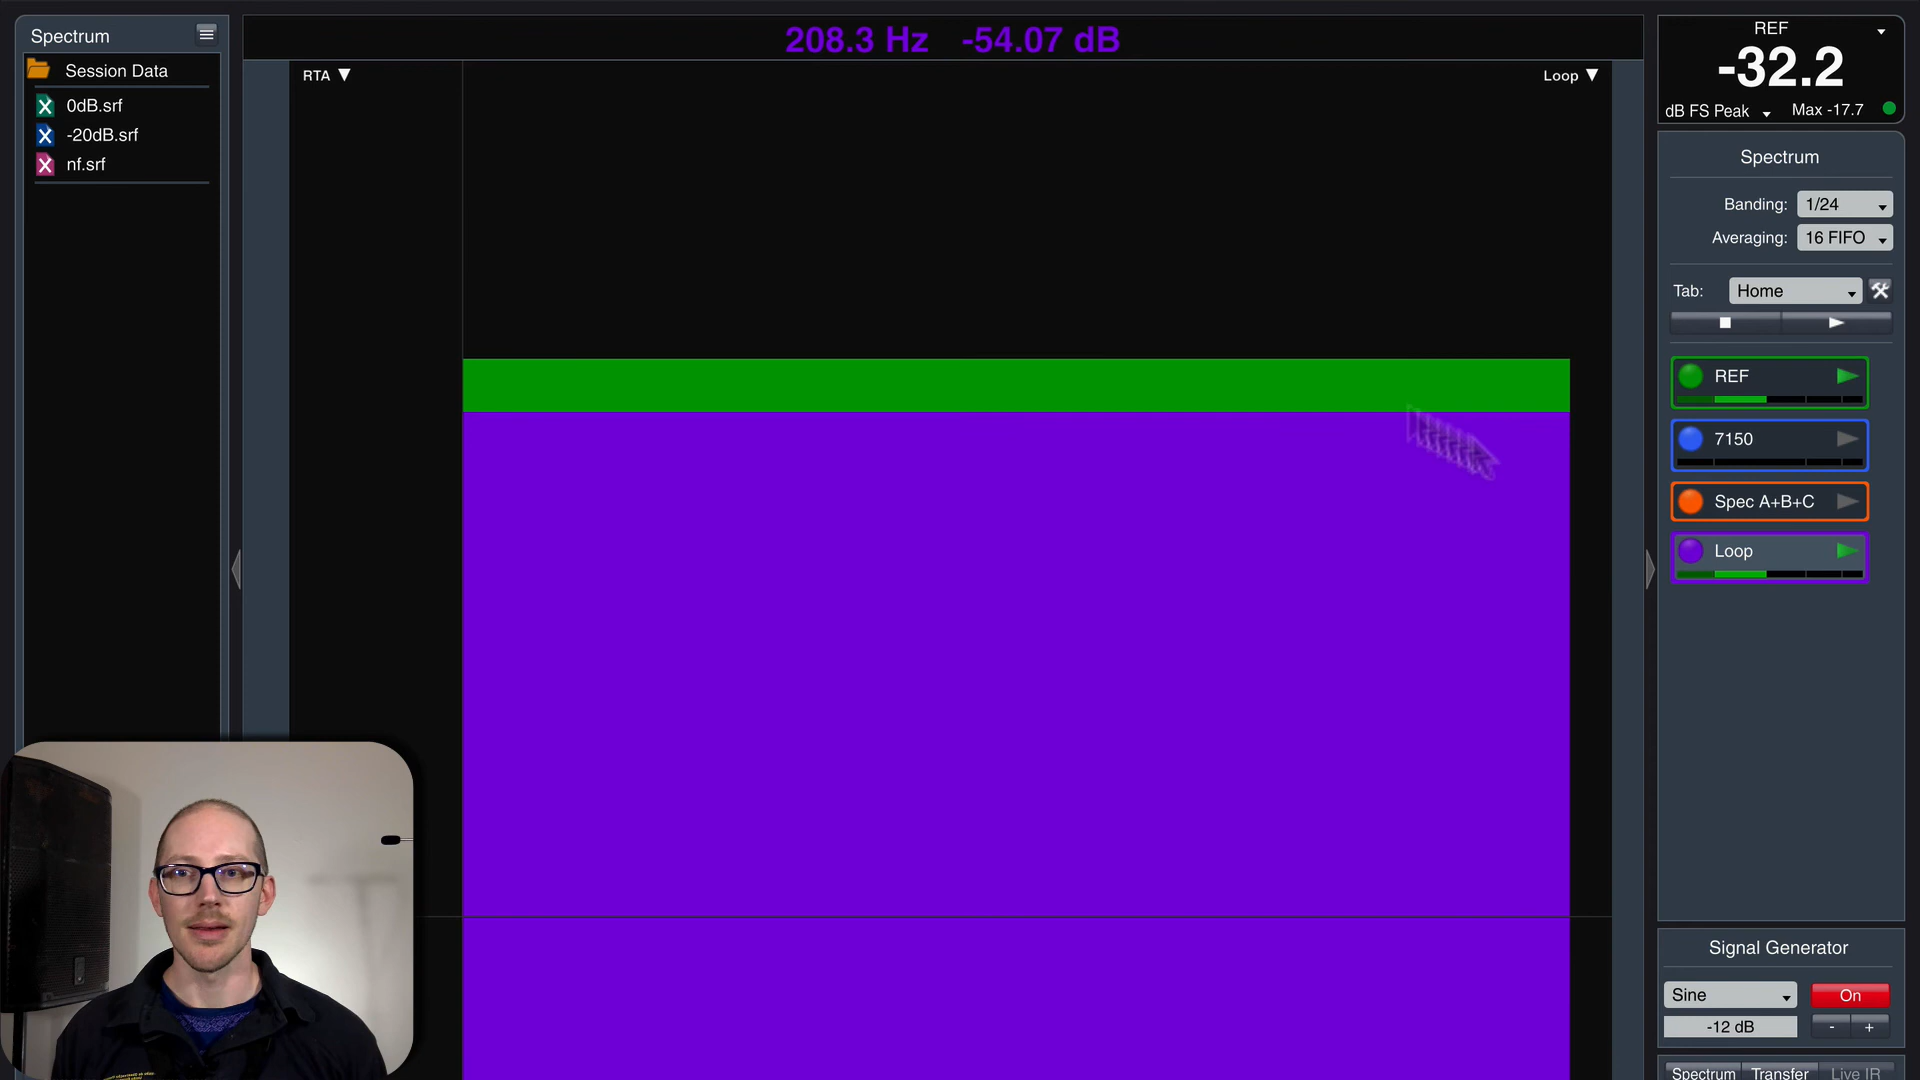 Spectrum
Session Data
0dB.srf
-20dB.srf
nf.srf
208.3 Hz -54.07 dB
RTA ▼
Loop ▼
REF
-32.2
dB FS Peak
Max -17.7
Spectrum
Banding: 1/24
Averaging: 16 FIFO
Tab: Home
REF
7150
Spec A+B+C
Loop
Signal Generator
Sine
On
-12 dB
- +
Spectrum Transfer Live IR